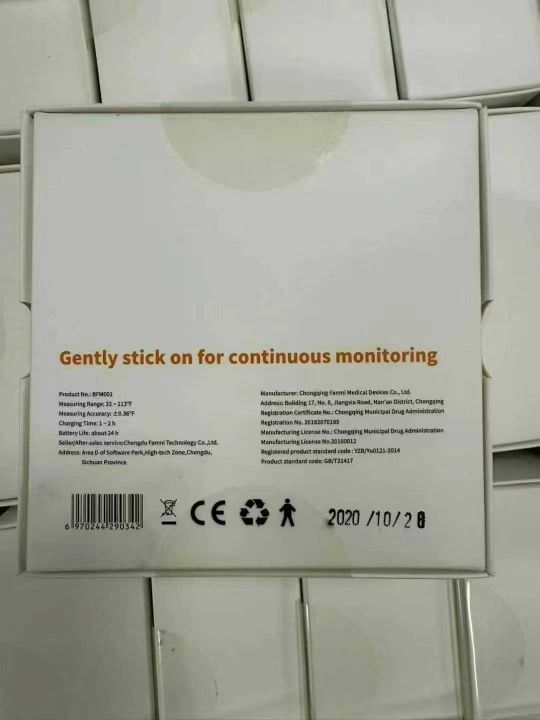 Gently stick on for continuous monitoring
Product No.: BFM001
Measuring Range: 32 ~ 113°F
Measuring Accuracy: ±0.36°F
Charging Time: 1 ~ 2 h
Battery Life: about 24 h
Seller/After-sales service:Chengdu Fanmi Technology Co.,Ltd.
Address: Area D of Software Park,High-tech Zone,Chengdu,
Sichuan Province
Manufacturer: Chongqing Fanmi Medical Devices Co., Ltd.
Address: Building 17, No. 8, Jiangxia Road, Nan'an District, Chongqing
Registration Certificate No.: Chongqing Municipal Drug Administration
Registration No. 20182070185
Manufacturing License No.: Chongqing Municipal Drug Administration
Manufacturing License No.20160012
Registered product standard code : YZB/Yu0121-2014
Product standard code: GB/T21417
6 970244 290342
CE
2020 /10/2